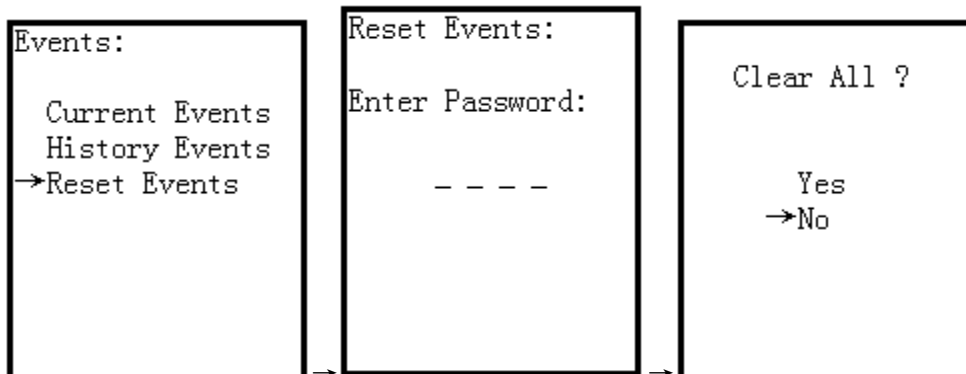 Events:
Current Events
History Events
→Reset Events
→
Reset Events:
Enter Password:
_ _ _ _
→
Clear All ?
Yes
→No